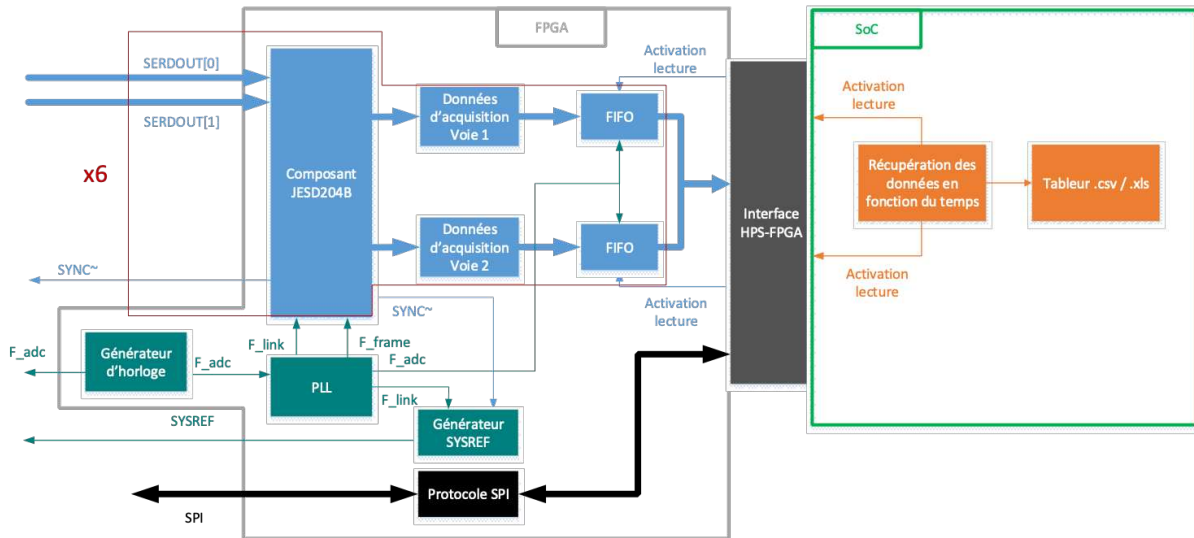 FPGA
SoC
SERDOUT[0]
SERDOUT[1]
x6
Composant
JESD204B
Données
d'acquisition
Voie 1
FIFO
Activation
lecture
Données
d'acquisition
Voie 2
FIFO
Activation
lecture
Interface
HPS-FPGA
Activation
lecture
Récupération des
données en
fonction du temps
Tableur .csv / .xls
Activation
lecture
SYNC~
SYNC~
F_link
F_frame
F_adc
F_adc
Générateur
d'horloge
F_adc
PLL
F_link
Générateur
SYSREF
SYSREF
Protocole SPI
SPI